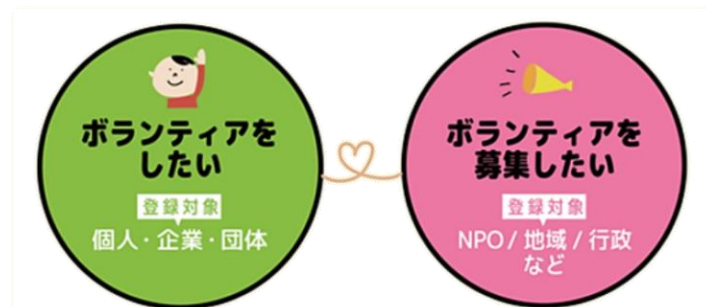 ボランティアを
したい
登録対象
個人・企業・団体
ボランティアを
募集したい
登録対象
NPO / 地域 / 行政
など